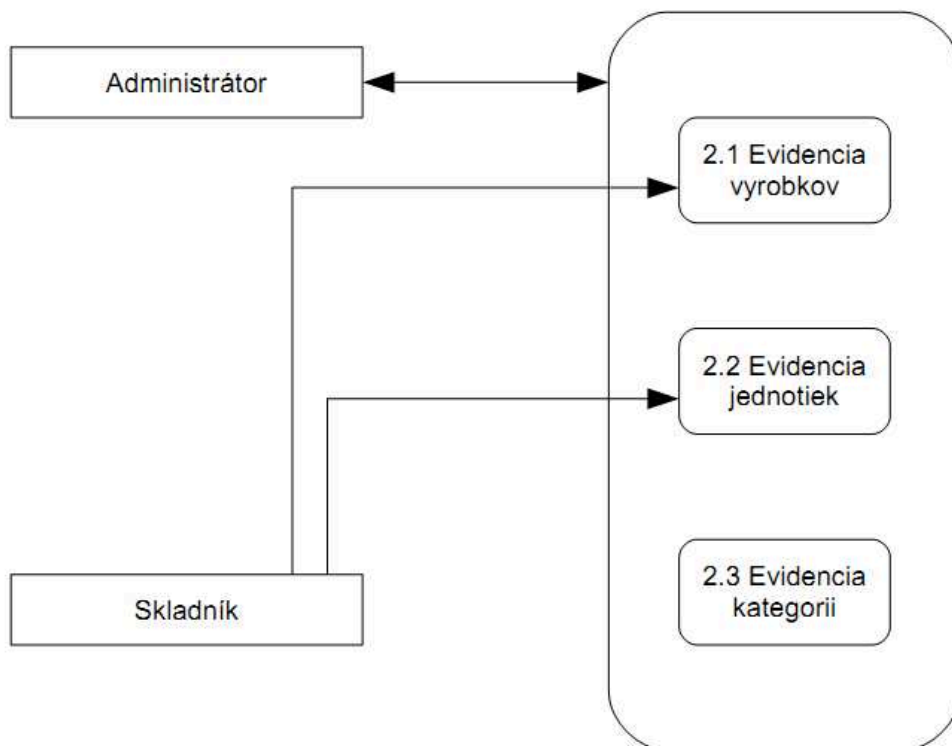 Administrátor
2.1 Evidencia
vyrobkov
2.2 Evidencia
jednotiek
Skladník
2.3 Evidencia
kategorii